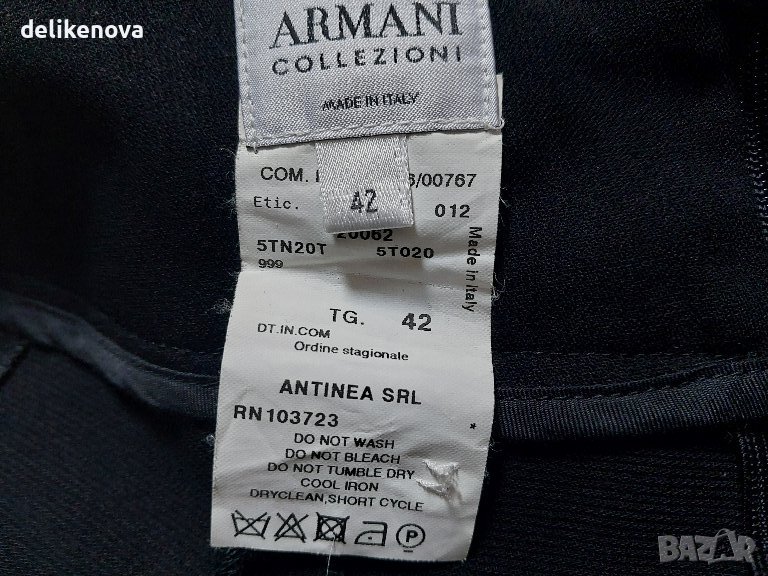 delikenova
ARMANI
COLLEZIONI
MADE IN ITALY
42
COM. /00767
Etic. 012
20062
5TN20T 5T020
999
Made in Italy
TG. 42
DT.IN.COM
Ordine stagionale
ANTINEA SRL
RN103723 *
DO NOT WASH
DO NOT BLEACH
DO NOT TUMBLE DRY
COOL IRON
DRYCLEAN,SHORT CYCLE
A P
BAZAR